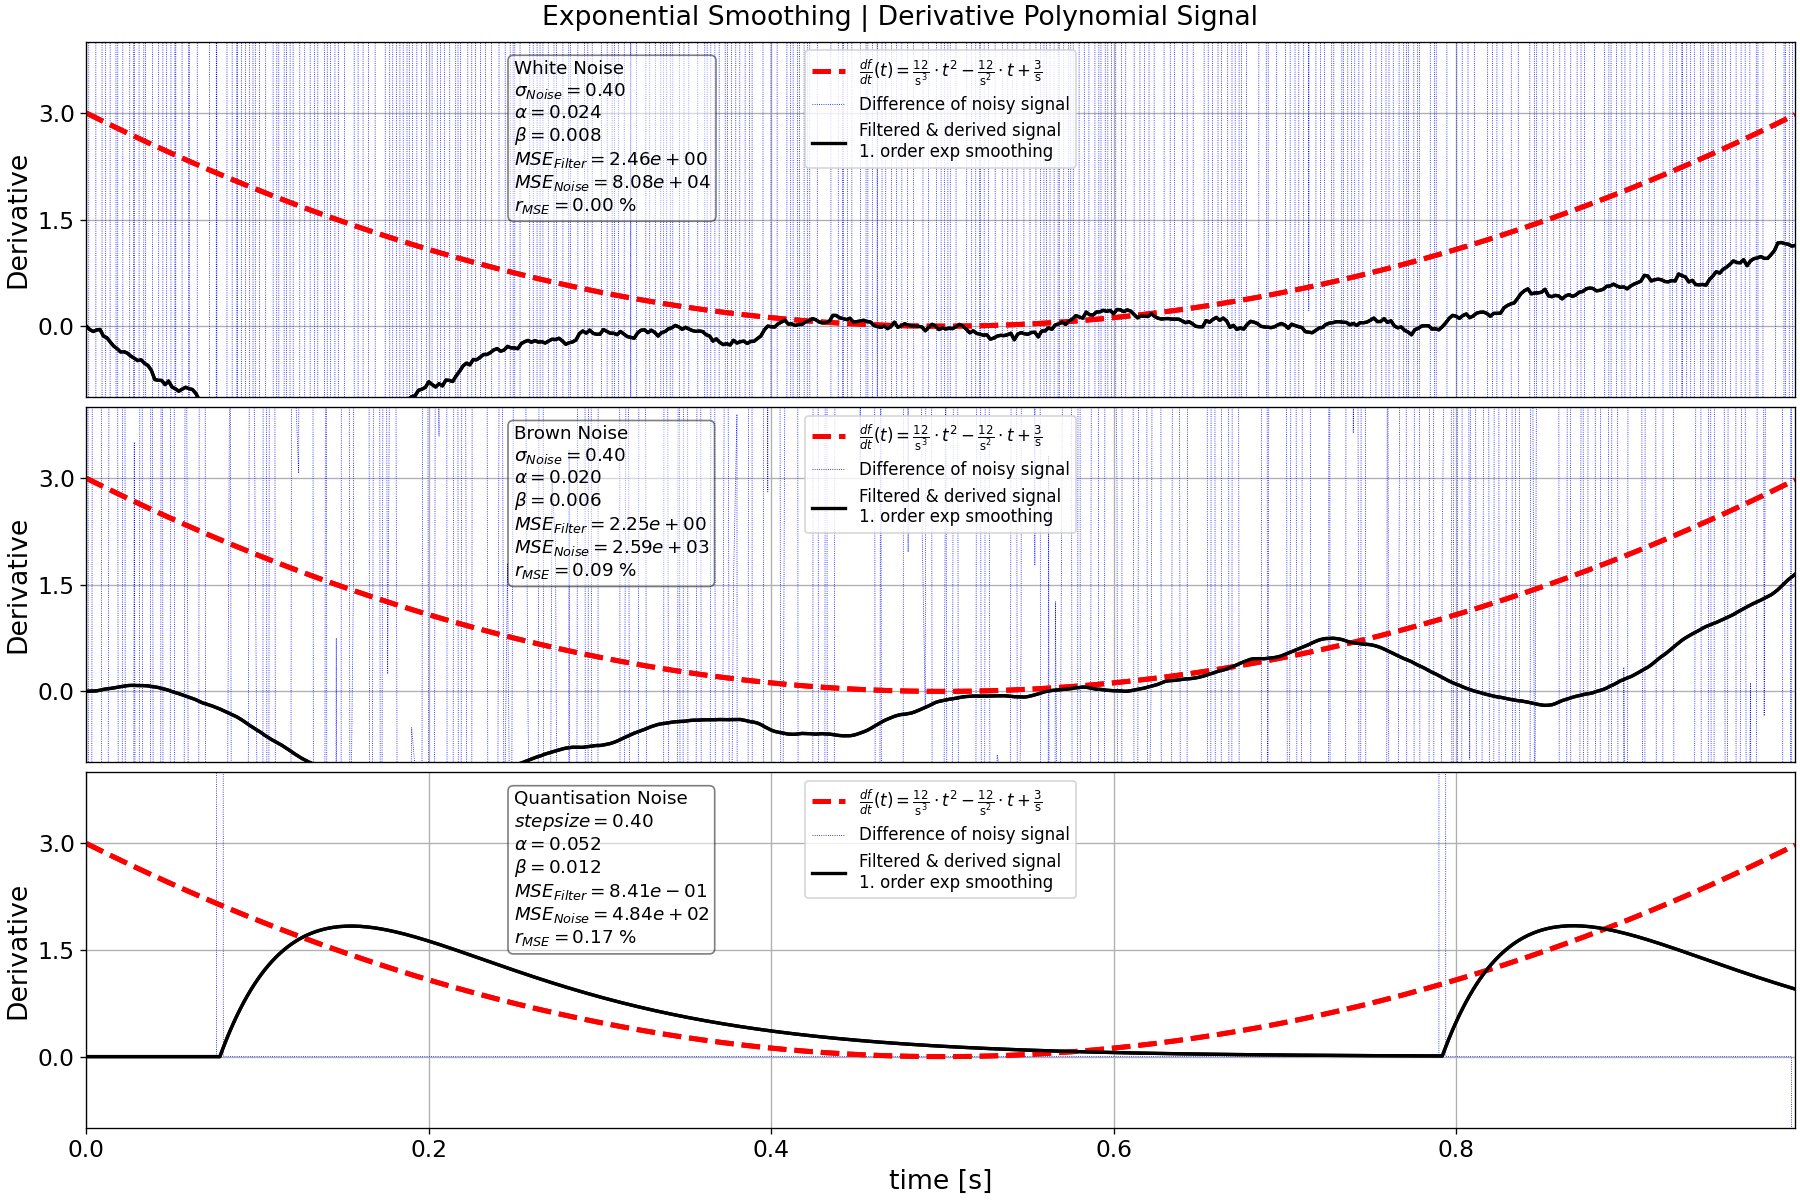 Exponential Smoothing | Derivative Polynomial Signal
Derivative
3.0
1.5
0.0
White Noise
σ_Noise = 0.40
α = 0.024
β = 0.008
MSE_Filter = 2.46e + 00
MSE_Noise = 8.08e + 04
r_MSE = 0.00 %
df/dt(t) = 12/s³ · t² − 12/s² · t + 3/s
Difference of noisy signal
Filtered & derived signal
1. order exp smoothing
Derivative
3.0
1.5
0.0
Brown Noise
σ_Noise = 0.40
α = 0.020
β = 0.006
MSE_Filter = 2.25e + 00
MSE_Noise = 2.59e + 03
r_MSE = 0.09 %
df/dt(t) = 12/s³ · t² − 12/s² · t + 3/s
Difference of noisy signal
Filtered & derived signal
1. order exp smoothing
Derivative
3.0
1.5
0.0
Quantisation Noise
stepsize = 0.40
α = 0.052
β = 0.012
MSE_Filter = 8.41e − 01
MSE_Noise = 4.84e + 02
r_MSE = 0.17 %
df/dt(t) = 12/s³ · t² − 12/s² · t + 3/s
Difference of noisy signal
Filtered & derived signal
1. order exp smoothing
0.0 0.2 0.4 0.6 0.8
time [s]